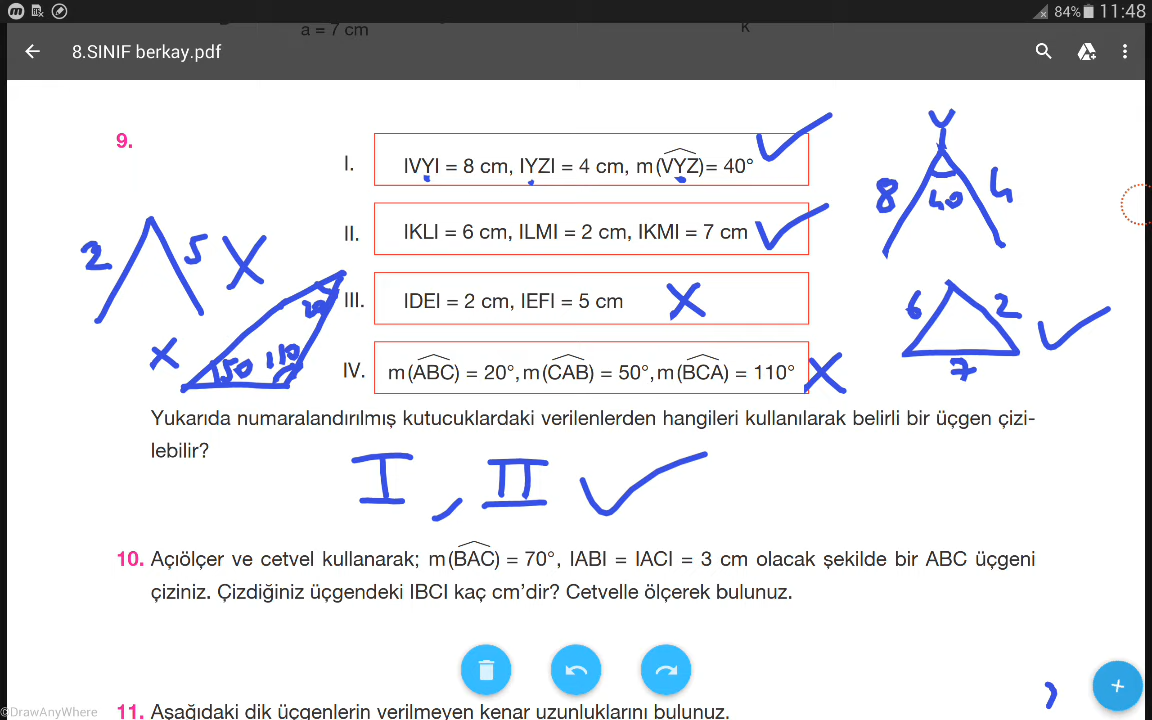 84% 11:48
a = 7 cm
K
8.SINIF berkay.pdf
9.
I. IVYI = 8 cm, IYZI = 4 cm, m(VYZ)= 40°
II. IKLI = 6 cm, ILMI = 2 cm, IKMI = 7 cm
III. IDEI = 2 cm, IEFI = 5 cm
IV. m(ABC) = 20°, m(CAB) = 50°, m(BCA) = 110°
2 5 X
20
50 110
X
X
X
8 40 4
6 2
7
Yukarıda numaralandırılmış kutucuklardaki verilenlerden hangileri kullanılarak belirli bir üçgen çizi-
lebilir?
I, II
10. Açıölçer ve cetvel kullanarak; m(BAC) = 70°, IABI = IACI = 3 cm olacak şekilde bir ABC üçgeni
çiziniz. Çizdiğiniz üçgendeki IBCI kaç cm'dir? Cetvelle ölçerek bulunuz.
©DrawAnyWhere
11. Aşağıdaki dik üçgenlerin verilmeyen kenar uzunluklarını bulunuz.